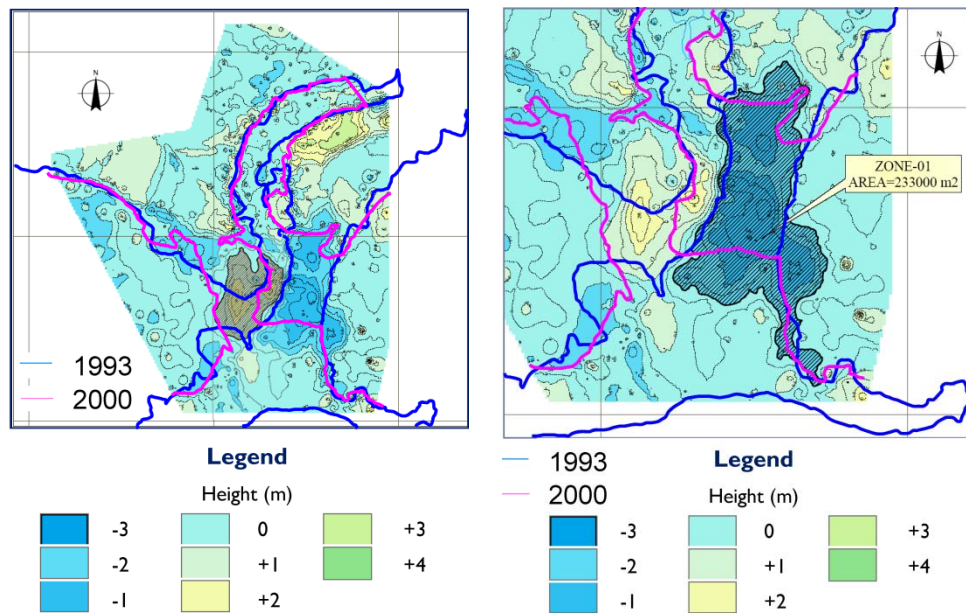 N
1993
2000
Legend
Height (m)
-3
0
+3
-2
+1
+4
-1
+2
N
ZONE-01
AREA=233000 m2
1993
Legend
2000
Height (m)
-3
0
+3
-2
+1
+4
-1
+2